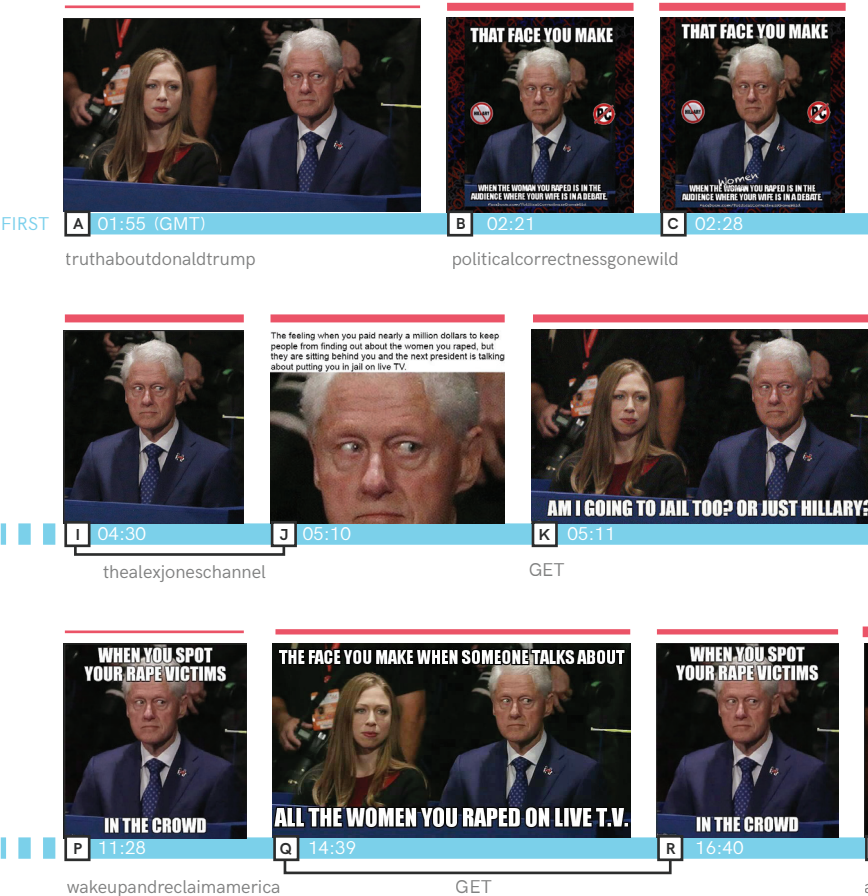 THAT FACE YOU MAKE
HILLARY
PC
WHEN THE WOMAN YOU RAPED IS IN THE
AUDIENCE WHERE YOUR WIFE IS IN A DEBATE.
THAT FACE YOU MAKE
HILLARY
PC
Women
WHEN THE WOMAN YOU RAPED IS IN THE
AUDIENCE WHERE YOUR WIFE IS IN A DEBATE.
FIRST
A 01:55 (GMT)
B 02:21
C 02:28
truthaboutdonaldtrump
politicalcorrectnessgonewild
The feeling when you paid nearly a million dollars to keep
people from finding out about the women you raped, but
they are sitting behind you and the next president is talking
about putting you in jail on live TV.
AM I GOING TO JAIL TOO? OR JUST HILLARY?
I 04:30
J 05:10
K 05:11
thealexjoneschannel
GET
WHEN YOU SPOT
YOUR RAPE VICTIMS
IN THE CROWD
THE FACE YOU MAKE WHEN SOMEONE TALKS ABOUT
ALL THE WOMEN YOU RAPED ON LIVE T.V.
WHEN YOU SPOT
YOUR RAPE VICTIMS
IN THE CROWD
P 11:28
Q 14:39
R 16:40
wakeupandreclaimamerica
GET